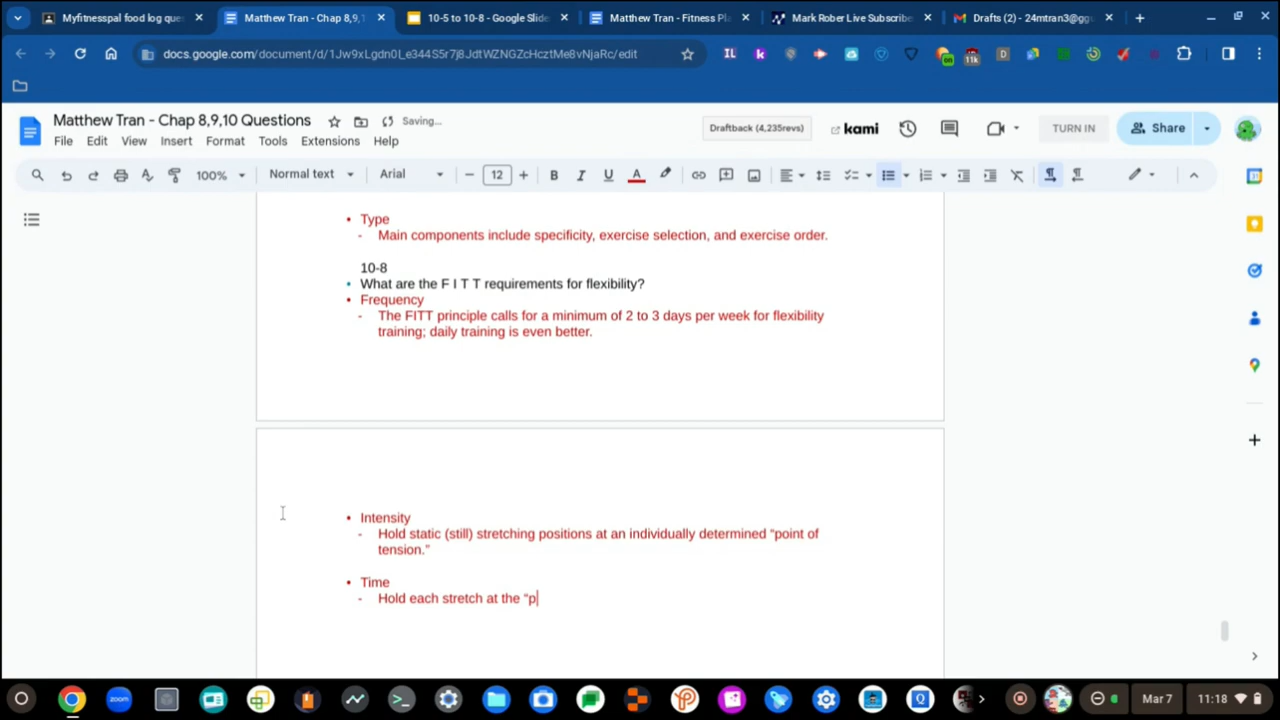 Myfitnesspal food log que
Matthew Tran - Chap 8,9,1
10-5 to 10-8 - Google Slide
Matthew Tran - Fitness Pl
Mark Rober Live Subscribe
Drafts (2) - 24mtran3@gg
docs.google.com/document/d/1Jw9xLgdn0l_e344S5r7j8JdtWZNGZcHcztMe8vNjaRc/edit
Matthew Tran - Chap 8,9,10 Questions
Saving...
File Edit View Insert Format Tools Extensions Help
Draftback (4,235revs)
kami
TURN IN
Share
100% Normal text Arial 12 B I U A
Type
- Main components include specificity, exercise selection, and exercise order.
10-8
What are the F I T T requirements for flexibility?
Frequency
- The FITT principle calls for a minimum of 2 to 3 days per week for flexibility
training; daily training is even better.
Intensity
- Hold static (still) stretching positions at an individually determined “point of
tension.”
Time
- Hold each stretch at the “p
zoom
Mar 7
11:18